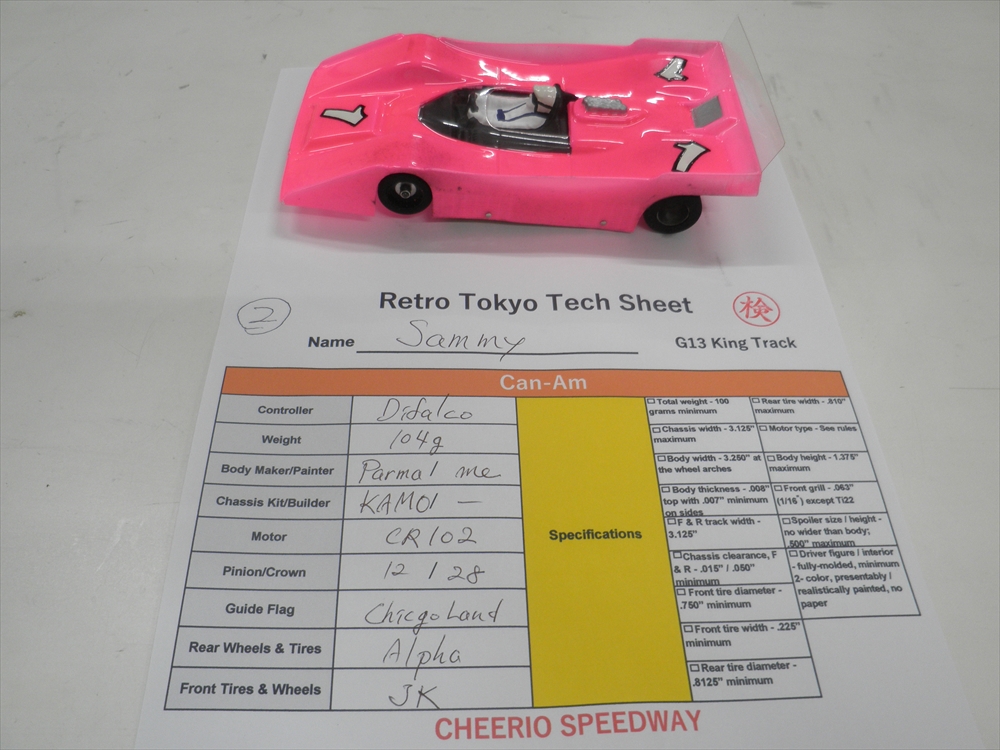 1
1
1
Retro Tokyo Tech Sheet
検
2
Name Sammy
G13 King Track
Can-Am
Controller Difalco
Weight 104g
Body Maker/Painter Parma/ me
Chassis Kit/Builder KAMO/ —
Motor CR102
Pinion/Crown 12 / 28
Guide Flag ChicgoLand
Rear Wheels & Tires Alpha
Front Tires & Wheels JK
Specifications
Total weight - 100
grams minimum
Rear tire width - .810"
maximum
Chassis width - 3.125"
maximum
Motor type - See rules
Body width - 3.250" at
the wheel arches
Body height - 1.375"
maximum
Body thickness - .008"
top with .007" minimum
on sides
Front grill - .063"
(1/16") except Ti22
F & R track width -
3.125"
Spoiler size / height -
no wider than body;
.500" maximum
Chassis clearance, F
& R - .015" / .050"
minimum
Driver figure / interior
- fully-molded, minimum
2- color, presentably /
realistically painted, no
paper
Front tire diameter -
.750" minimum
Front tire width - .225"
minimum
Rear tire diameter -
.8125" minimum
CHEERIO SPEEDWAY